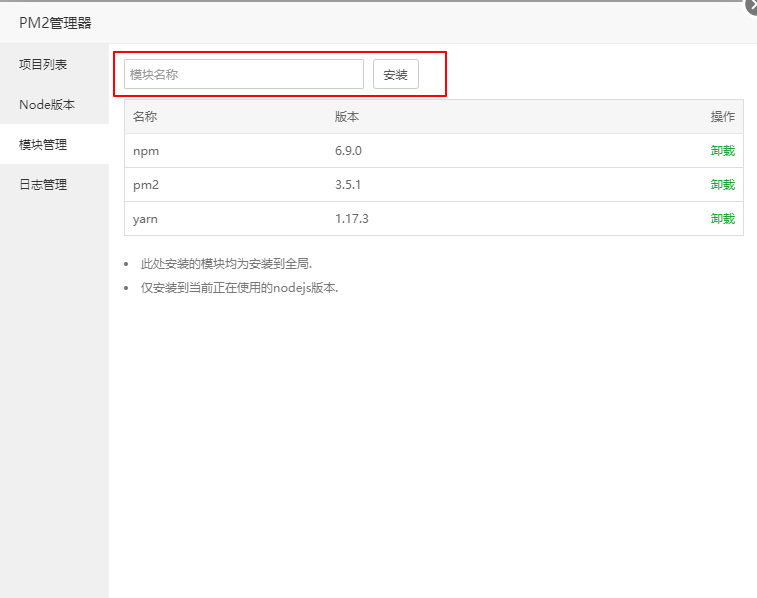 PM2管理器
项目列表
Node版本
模块管理
日志管理
模块名称 安装
名称 版本 操作
npm 6.9.0 卸载
pm2 3.5.1 卸载
yarn 1.17.3 卸载
此处安装的模块均为安装到全局.
仅安装到当前正在使用的nodejs版本.